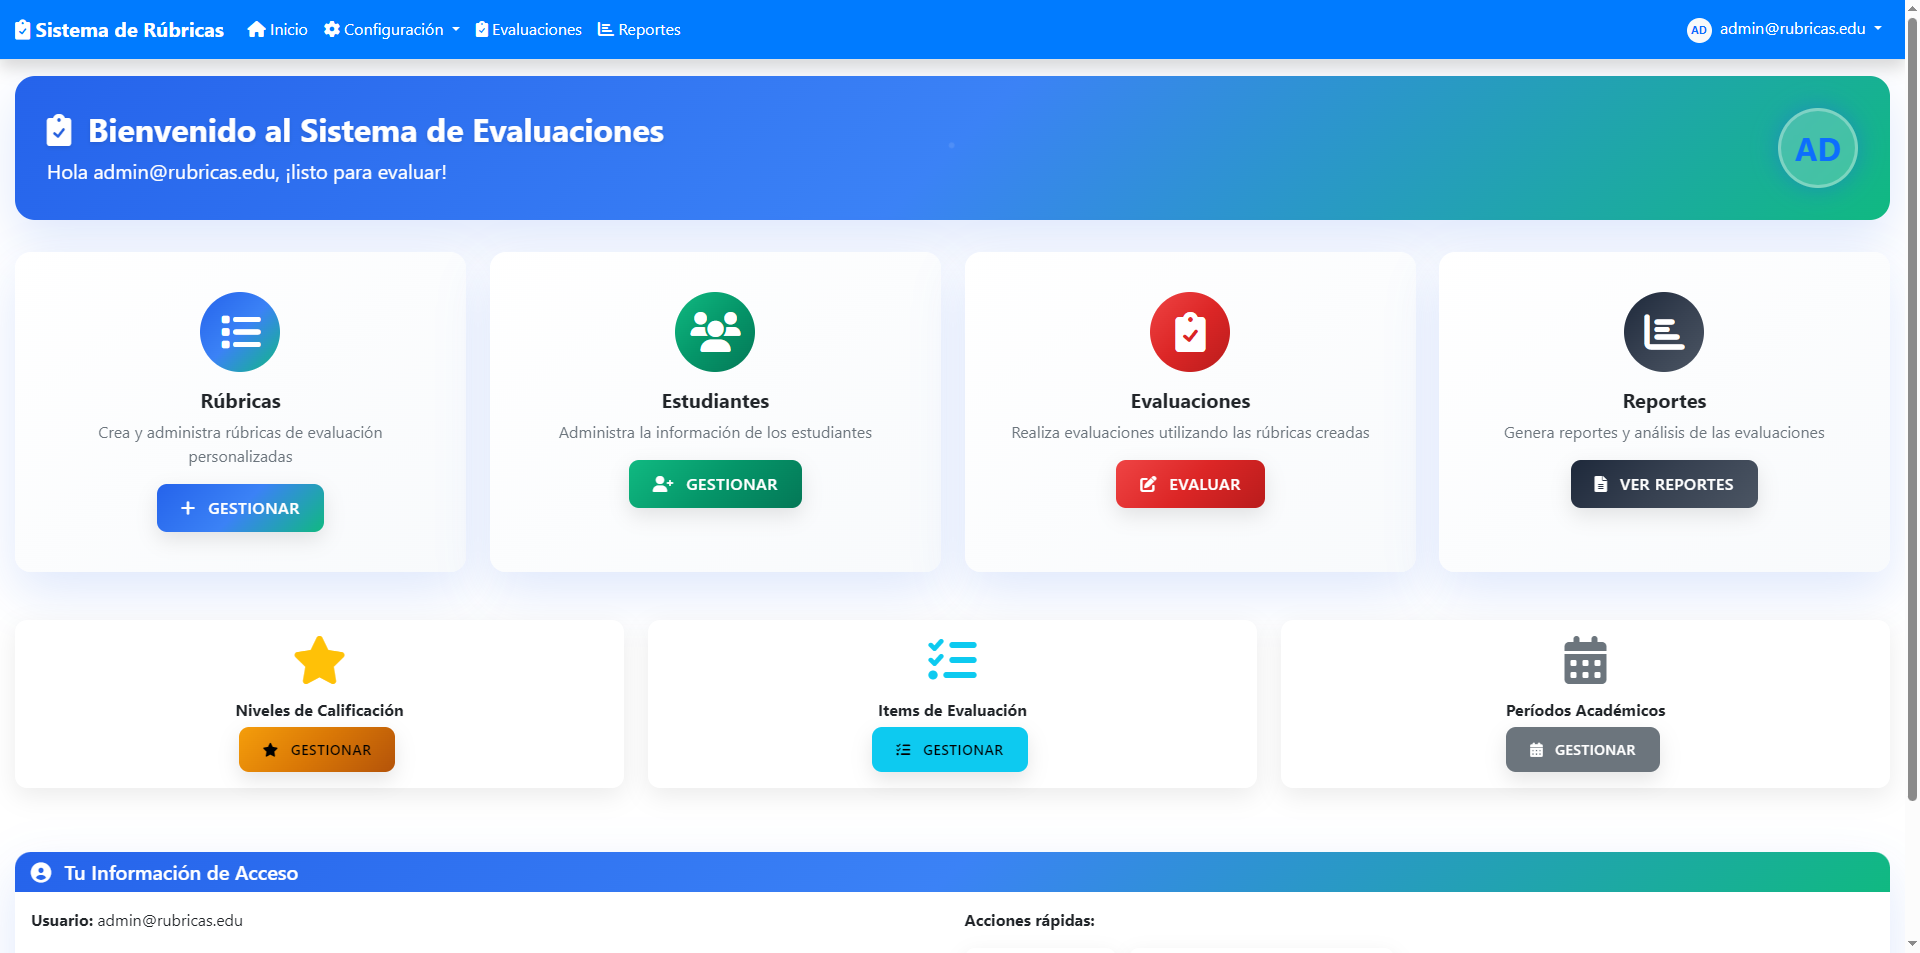 Sistema de Rúbricas Inicio Configuración Evaluaciones Reportes AD admin@rubricas.edu
Bienvenido al Sistema de Evaluaciones
Hola admin@rubricas.edu, ¡listo para evaluar!
AD
Rúbricas
Crea y administra rúbricas de evaluación
personalizadas
GESTIONAR
Estudiantes
Administra la información de los estudiantes
GESTIONAR
Evaluaciones
Realiza evaluaciones utilizando las rúbricas creadas
EVALUAR
Reportes
Genera reportes y análisis de las evaluaciones
VER REPORTES
Niveles de Calificación
GESTIONAR
Items de Evaluación
GESTIONAR
Períodos Académicos
GESTIONAR
Tu Información de Acceso
Usuario: admin@rubricas.edu
Acciones rápidas: